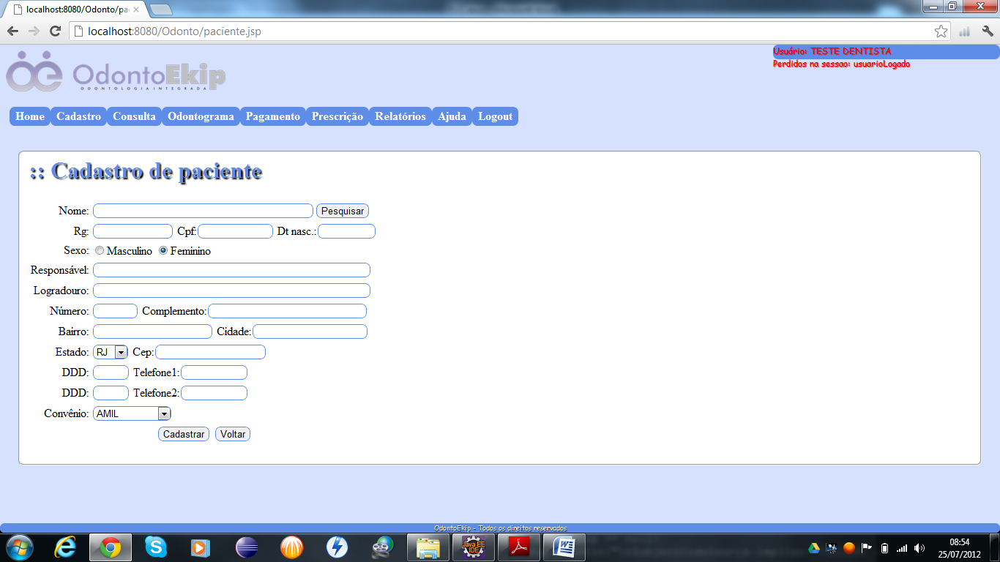 localhost:8080/Odonto/pa
localhost:8080/Odonto/paciente.jsp
Usuário: TESTE DENTISTA
Perdidos na sessao: usuarioLogado
OdontoEkip
ODONTOLOGIAINTEGRADA
Home Cadastro Consulta Odontograma Pagamento Prescrição Relatórios Ajuda Logout
:: Cadastro de paciente
Nome: Pesquisar
Rg: Cpf: Dt nasc.:
Sexo: Masculino Feminino
Responsável:
Logradouro:
Número: Complemento:
Bairro: Cidade:
Estado: RJ Cep:
DDD: Telefone1:
DDD: Telefone2:
Convênio: AMIL
Cadastrar Voltar
OdontoEkip - Todos os direitos reservados
Java EE
IDE
08:54
25/07/2012